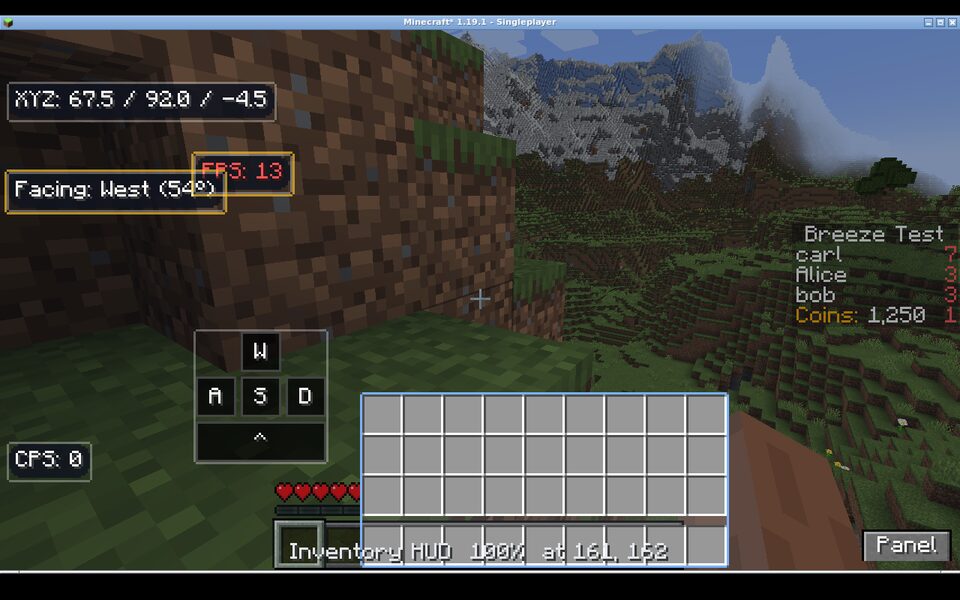 Minecraft* 1.19.1 - Singleplayer
XYZ: 67.5 / 92.0 / -4.5
FPS: 13
Facing: West (54º)
Breeze Test
carl 7
Alice 3
bob 3
Coins: 1,250 1
W
A S D
^
CPS: 0
Inventory HUD 100% at 161, 162
Panel